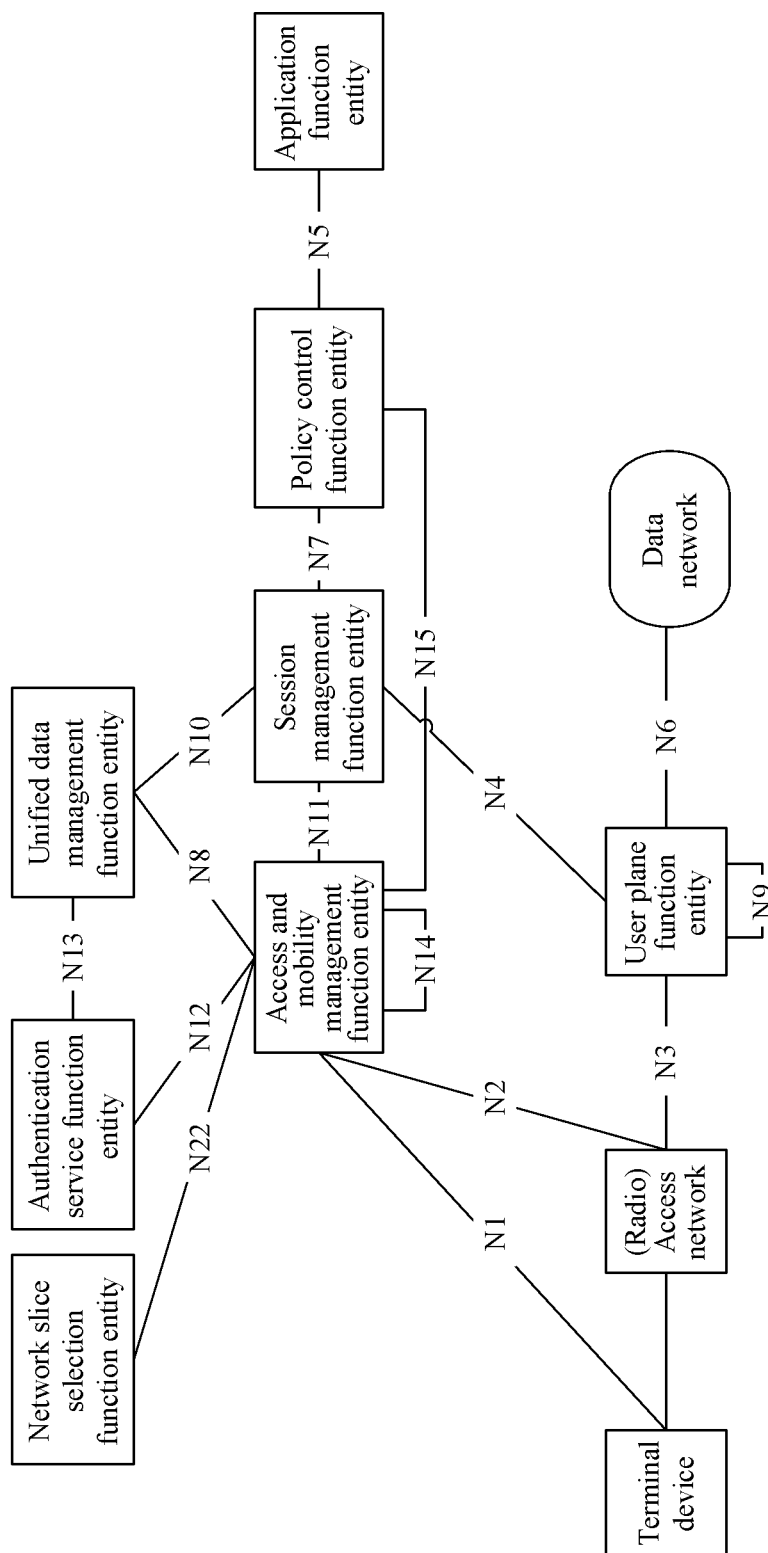 Network slice
selection
function entity
Authentication
service function
entity
N13
Unified data
management
function entity
N22
N12
N8
N10
Access and
mobility
management
function entity
N11
Session
management
function entity
N7
Policy control
function entity
N5
Application
function
entity
N14
N15
N1
N2
N4
Terminal
device
(Radio)
Access
network
N3
User plane
function
entity
N6
Data
network
N9